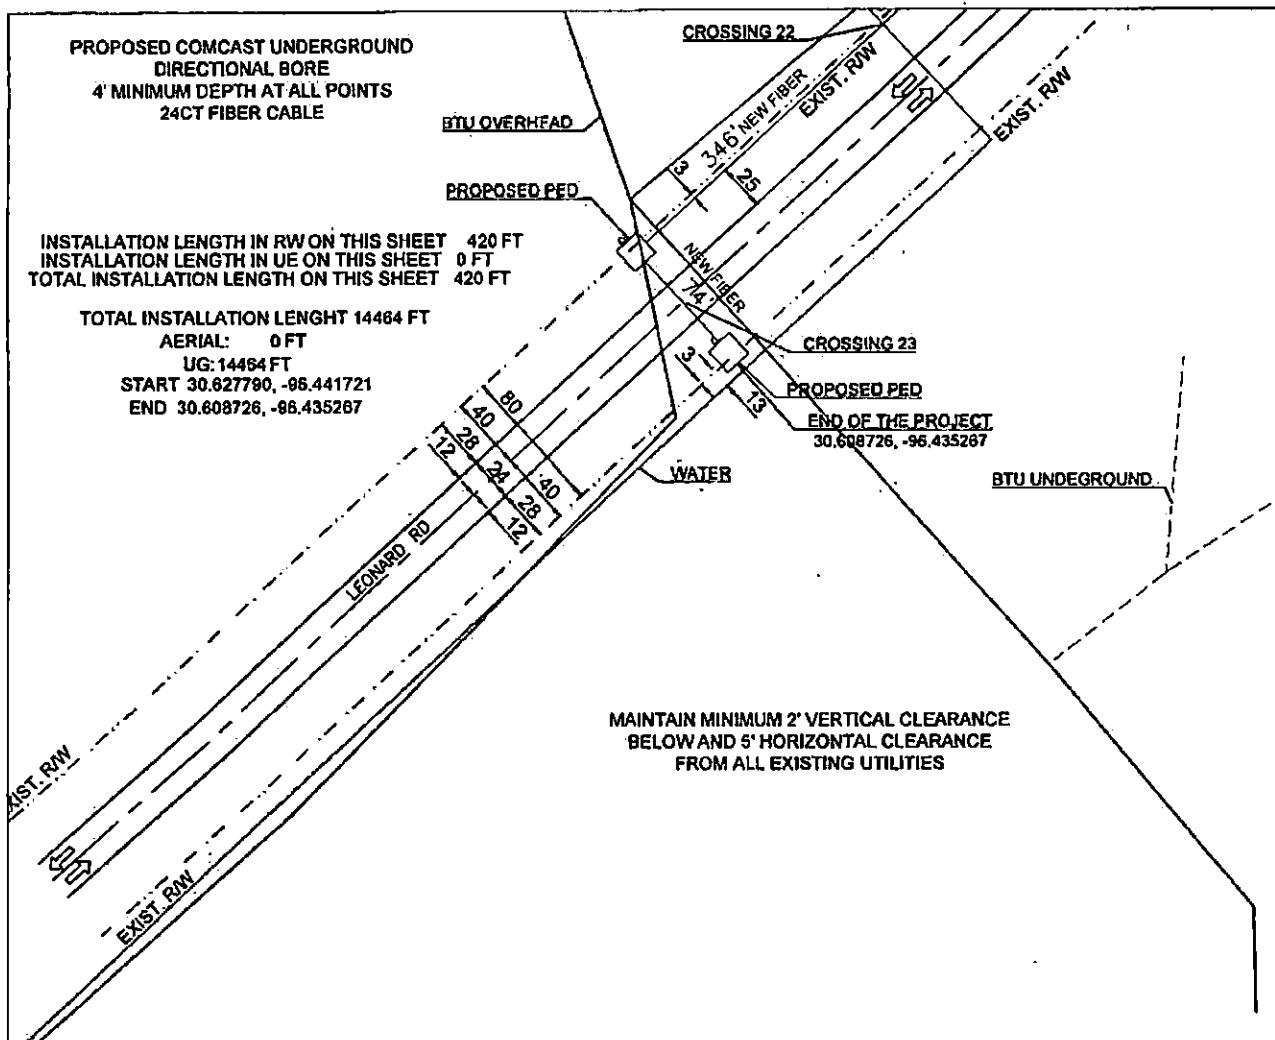 PROPOSED COMCAST UNDERGROUND
DIRECTIONAL BORE
4' MINIMUM DEPTH AT ALL POINTS
24CT FIBER CABLE
CROSSING 22
EXIST. R/W
EXIST. R/W
346' NEW FIBER
BTU OVERHEAD
3
25
PROPOSED PED
INSTALLATION LENGTH IN RW ON THIS SHEET 420 FT
INSTALLATION LENGTH IN UE ON THIS SHEET 0 FT
TOTAL INSTALLATION LENGTH ON THIS SHEET 420 FT
NEW FIBER
74'
TOTAL INSTALLATION LENGHT 14464 FT
AERIAL: 0 FT
UG: 14464 FT
START 30.627790, -96.441721
END 30.608726, -96.435267
CROSSING 23
3
PROPOSED PED
13
END OF THE PROJECT
30.608726, -96.435267
80
40
40
28
24
28
12
12
WATER
BTU UNDEGROUND
LEONARD RD
MAINTAIN MINIMUM 2' VERTICAL CLEARANCE
BELOW AND 5' HORIZONTAL CLEARANCE
FROM ALL EXISTING UTILITIES
XIST. R/W
EXIST. R/W